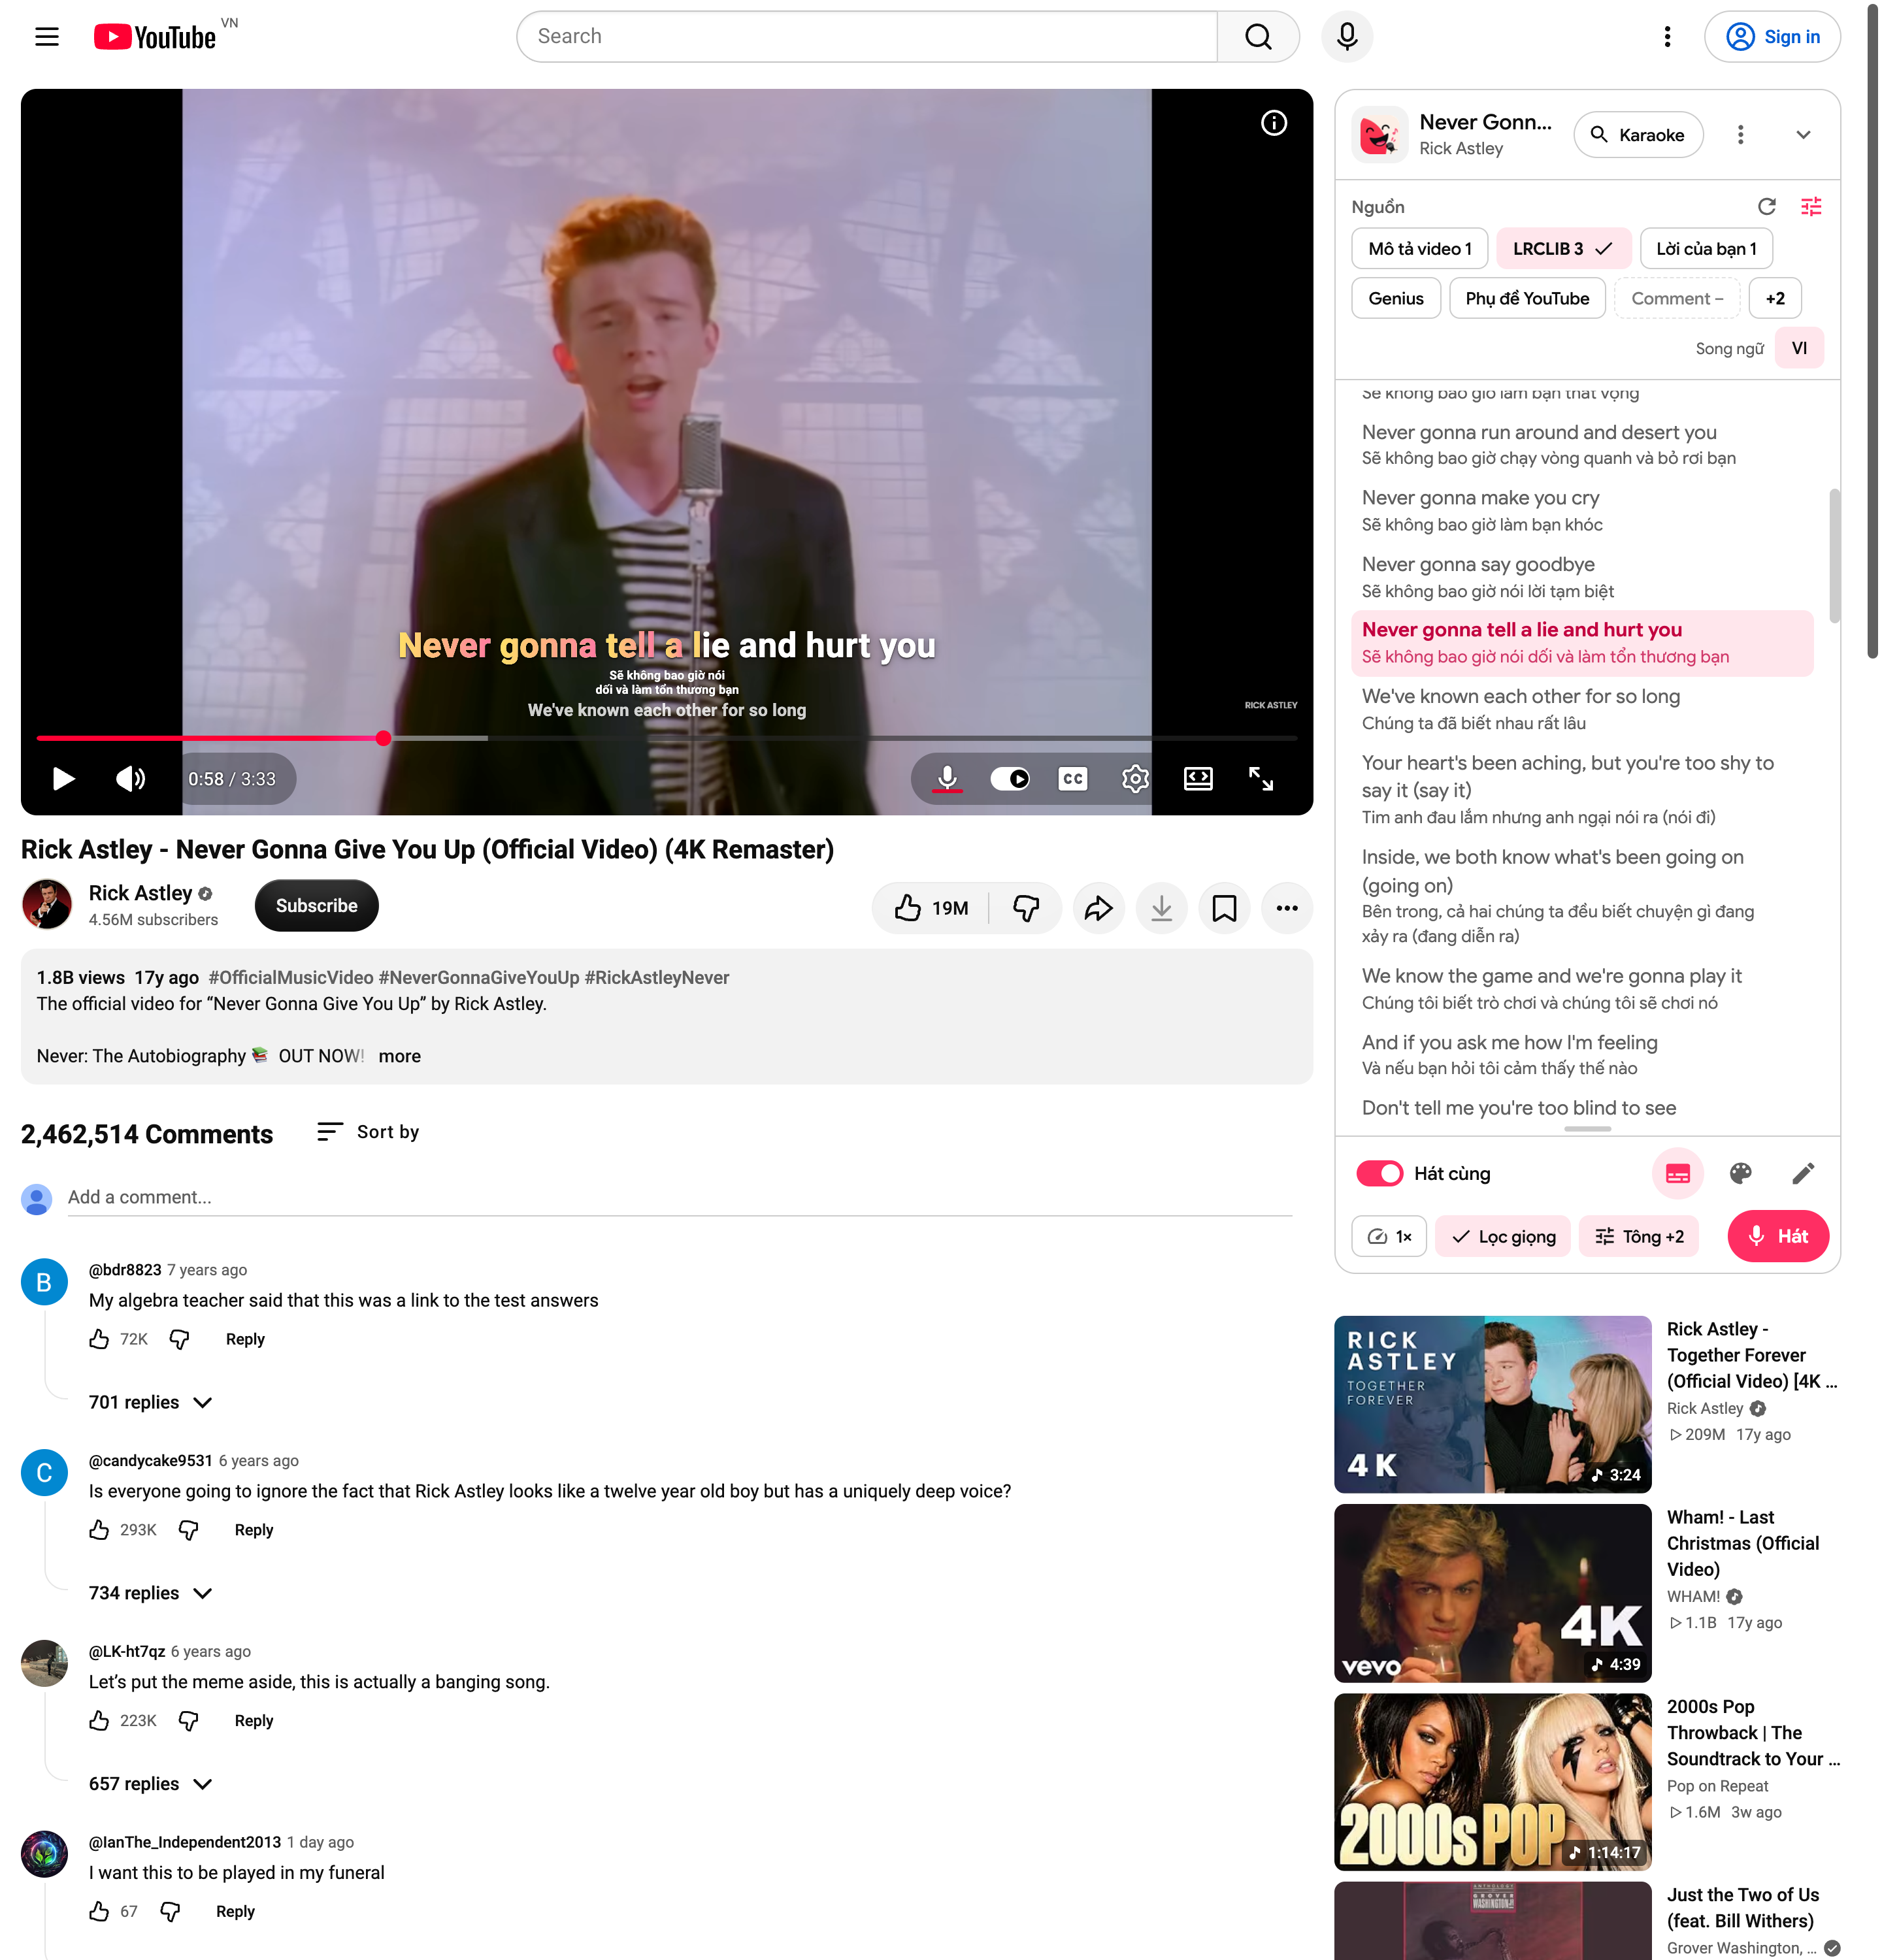 YouTube VN
Search
Sign in
Never Gonn...
Rick Astley
Karaoke
Nguồn
Mô tả video 1
LRCLIB 3
Lời của bạn 1
Genius
Phụ đề YouTube
Comment –
+2
Song ngữ
VI
Sẽ không bao giờ làm bạn thất vọng
Never gonna run around and desert you
Sẽ không bao giờ chạy vòng quanh và bỏ rơi bạn
Never gonna make you cry
Sẽ không bao giờ làm bạn khóc
Never gonna say goodbye
Sẽ không bao giờ nói lời tạm biệt
Never gonna tell a lie and hurt you
Sẽ không bao giờ nói dối và làm tổn thương bạn
We've known each other for so long
Chúng ta đã biết nhau rất lâu
Your heart's been aching, but you're too shy to
say it (say it)
Tim anh đau lắm nhưng anh ngại nói ra (nói đi)
Inside, we both know what's been going on
(going on)
Bên trong, cả hai chúng ta đều biết chuyện gì đang
xảy ra (đang diễn ra)
We know the game and we're gonna play it
Chúng tôi biết trò chơi và chúng tôi sẽ chơi nó
And if you ask me how I'm feeling
Và nếu bạn hỏi tôi cảm thấy thế nào
Don't tell me you're too blind to see
Hát cùng
1×
Lọc giọng
Tông +2
Hát
Never gonna tell a lie and hurt you
Sẽ không bao giờ nói
dối và làm tổn thương bạn
We've known each other for so long
RICK ASTLEY
0:58 / 3:33
CC
Rick Astley - Never Gonna Give You Up (Official Video) (4K Remaster)
Rick Astley
4.56M subscribers
Subscribe
19M
1.8B views 17y ago #OfficialMusicVideo #NeverGonnaGiveYouUp #RickAstleyNever
The official video for “Never Gonna Give You Up” by Rick Astley.
Never: The Autobiography 📚 OUT NOW! more
2,462,514 Comments
Sort by
Add a comment...
B
@bdr8823 7 years ago
My algebra teacher said that this was a link to the test answers
72K
Reply
701 replies
C
@candycake9531 6 years ago
Is everyone going to ignore the fact that Rick Astley looks like a twelve year old boy but has a uniquely deep voice?
293K
Reply
734 replies
@LK-ht7qz 6 years ago
Let’s put the meme aside, this is actually a banging song.
223K
Reply
657 replies
@IanThe_Independent2013 1 day ago
I want this to be played in my funeral
67
Reply
RICK
ASTLEY
TOGETHER
FOREVER
4K
3:24
Rick Astley -
Together Forever
(Official Video) [4K ...
Rick Astley
209M 17y ago
4K
vevo
4:39
Wham! - Last
Christmas (Official
Video)
WHAM!
1.1B 17y ago
2000s POP
1:14:17
2000s Pop
Throwback | The
Soundtrack to Your ...
Pop on Repeat
1.6M 3w ago
ANTHOLOGY
OF
GROVER
WASHINGTON, JR.
Just the Two of Us
(feat. Bill Withers)
Grover Washington, ...